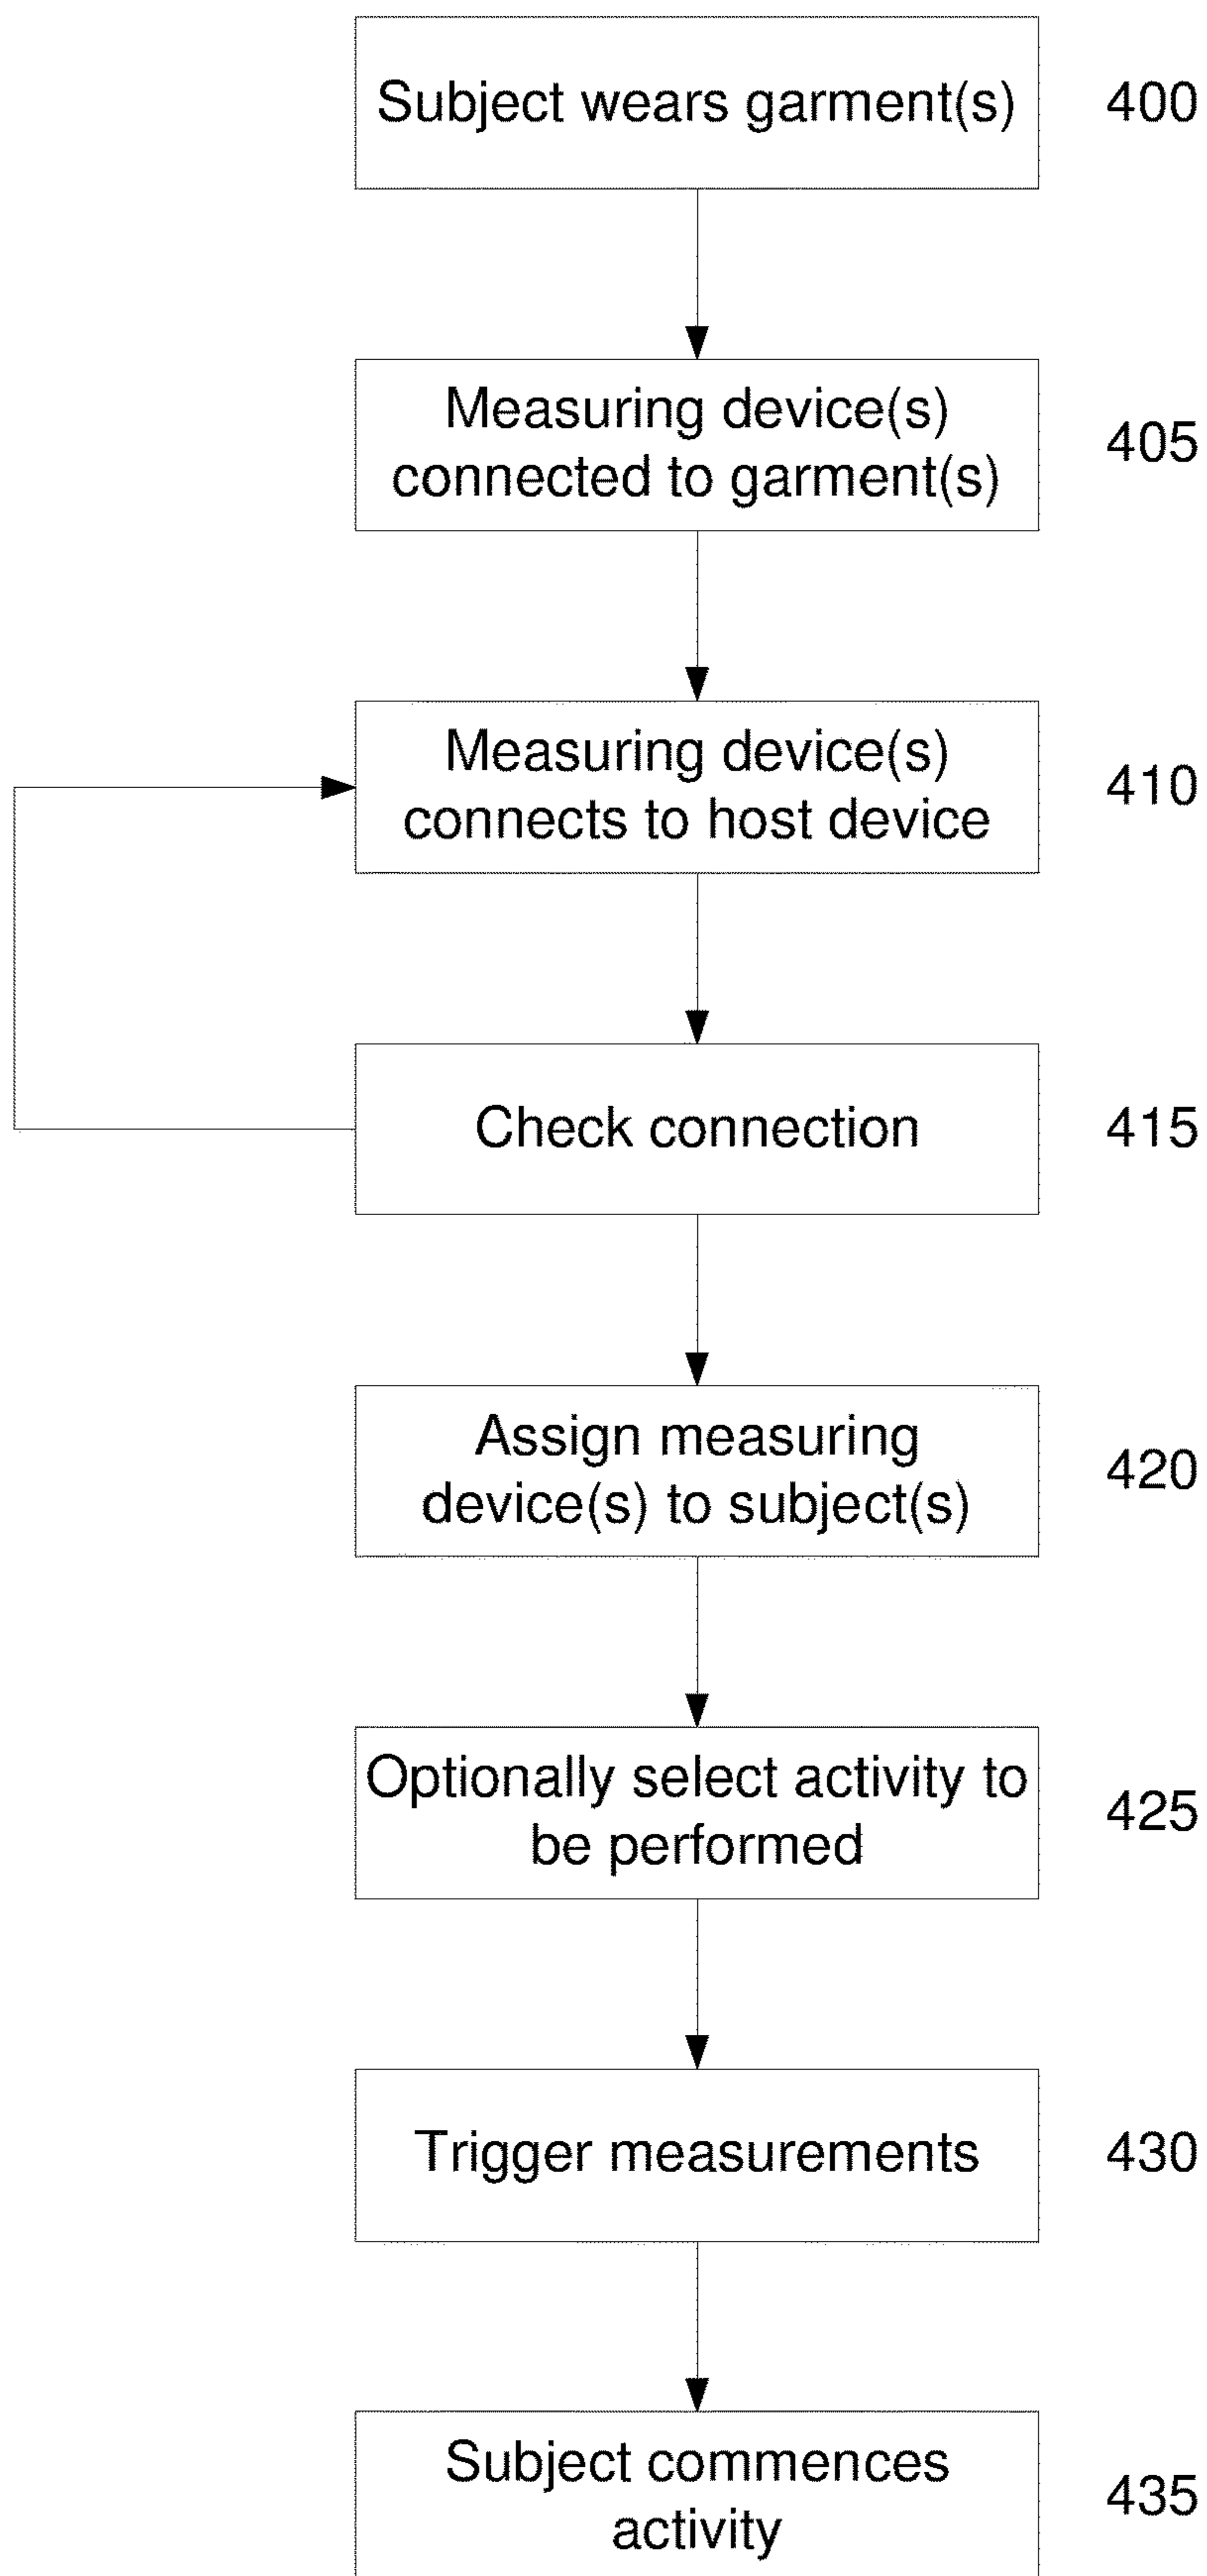 Subject wears garment(s)
400
Measuring device(s)
connected to garment(s)
405
Measuring device(s)
connects to host device
410
Check connection
415
Assign measuring
device(s) to subject(s)
420
Optionally select activity to
be performed
425
Trigger measurements
430
Subject commences
activity
435